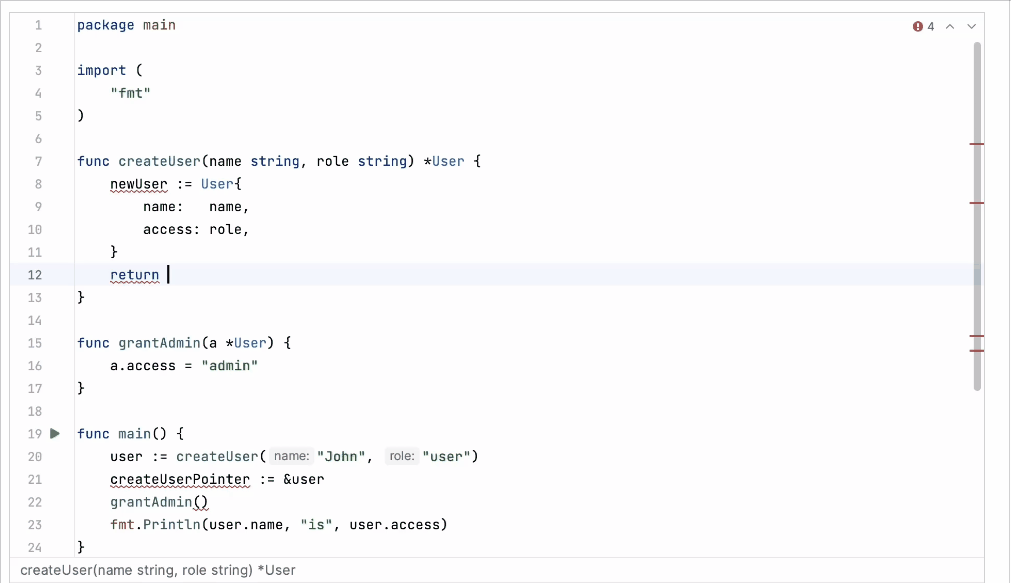 1 package main
2
3 import (
4     "fmt"
5 )
6
7 func createUser(name string, role string) *User {
8     newUser := User{
9         name:   name,
10         access: role,
11     }
12     return
13 }
14
15 func grantAdmin(a *User) {
16     a.access = "admin"
17 }
18
19 func main() {
20     user := createUser( name: "John", role: "user")
21     createUserPointer := &user
22     grantAdmin()
23     fmt.Println(user.name, "is", user.access)
24 }
4
createUser(name string, role string) *User